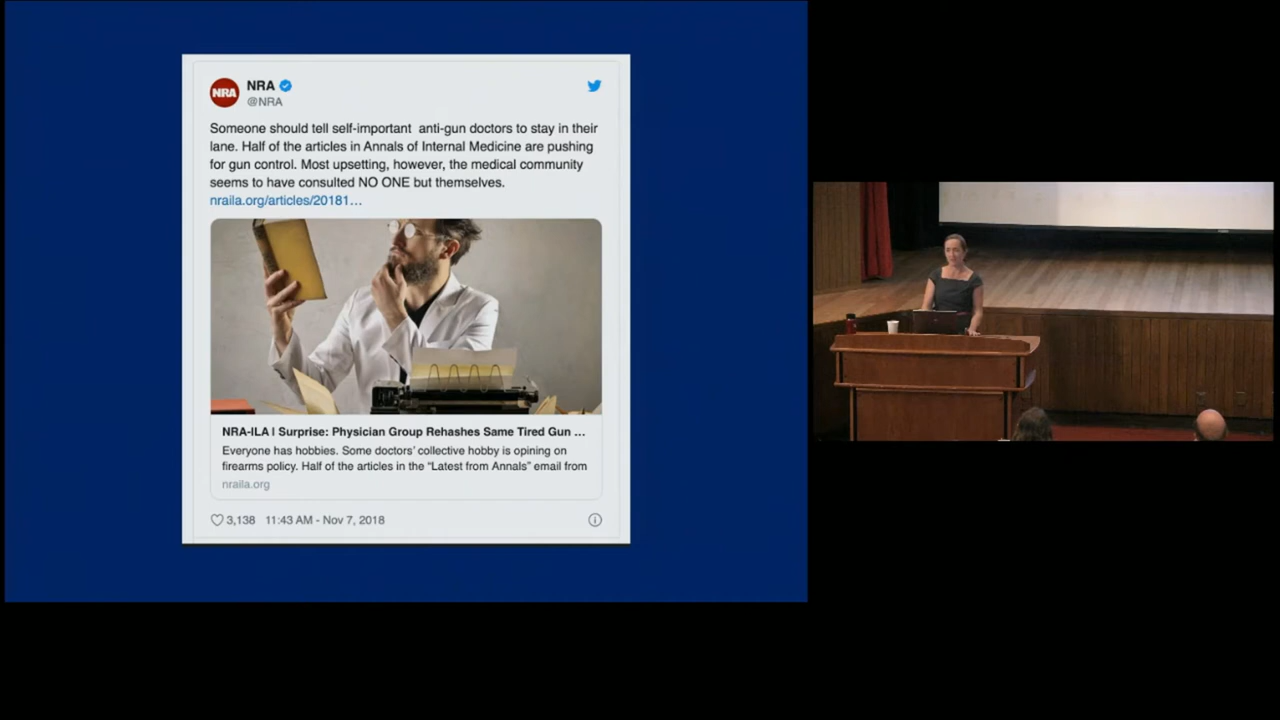 NRA
NRA
@NRA
Someone should tell self-important anti-gun doctors to stay in their
lane. Half of the articles in Annals of Internal Medicine are pushing
for gun control. Most upsetting, however, the medical community
seems to have consulted NO ONE but themselves.
nraila.org/articles/20181…
NRA-ILA I Surprise: Physician Group Rehashes Same Tired Gun ...
Everyone has hobbies. Some doctors' collective hobby is opining on
firearms policy. Half of the articles in the "Latest from Annals" email from
nraila.org
3,138 11:43 AM - Nov 7, 2018